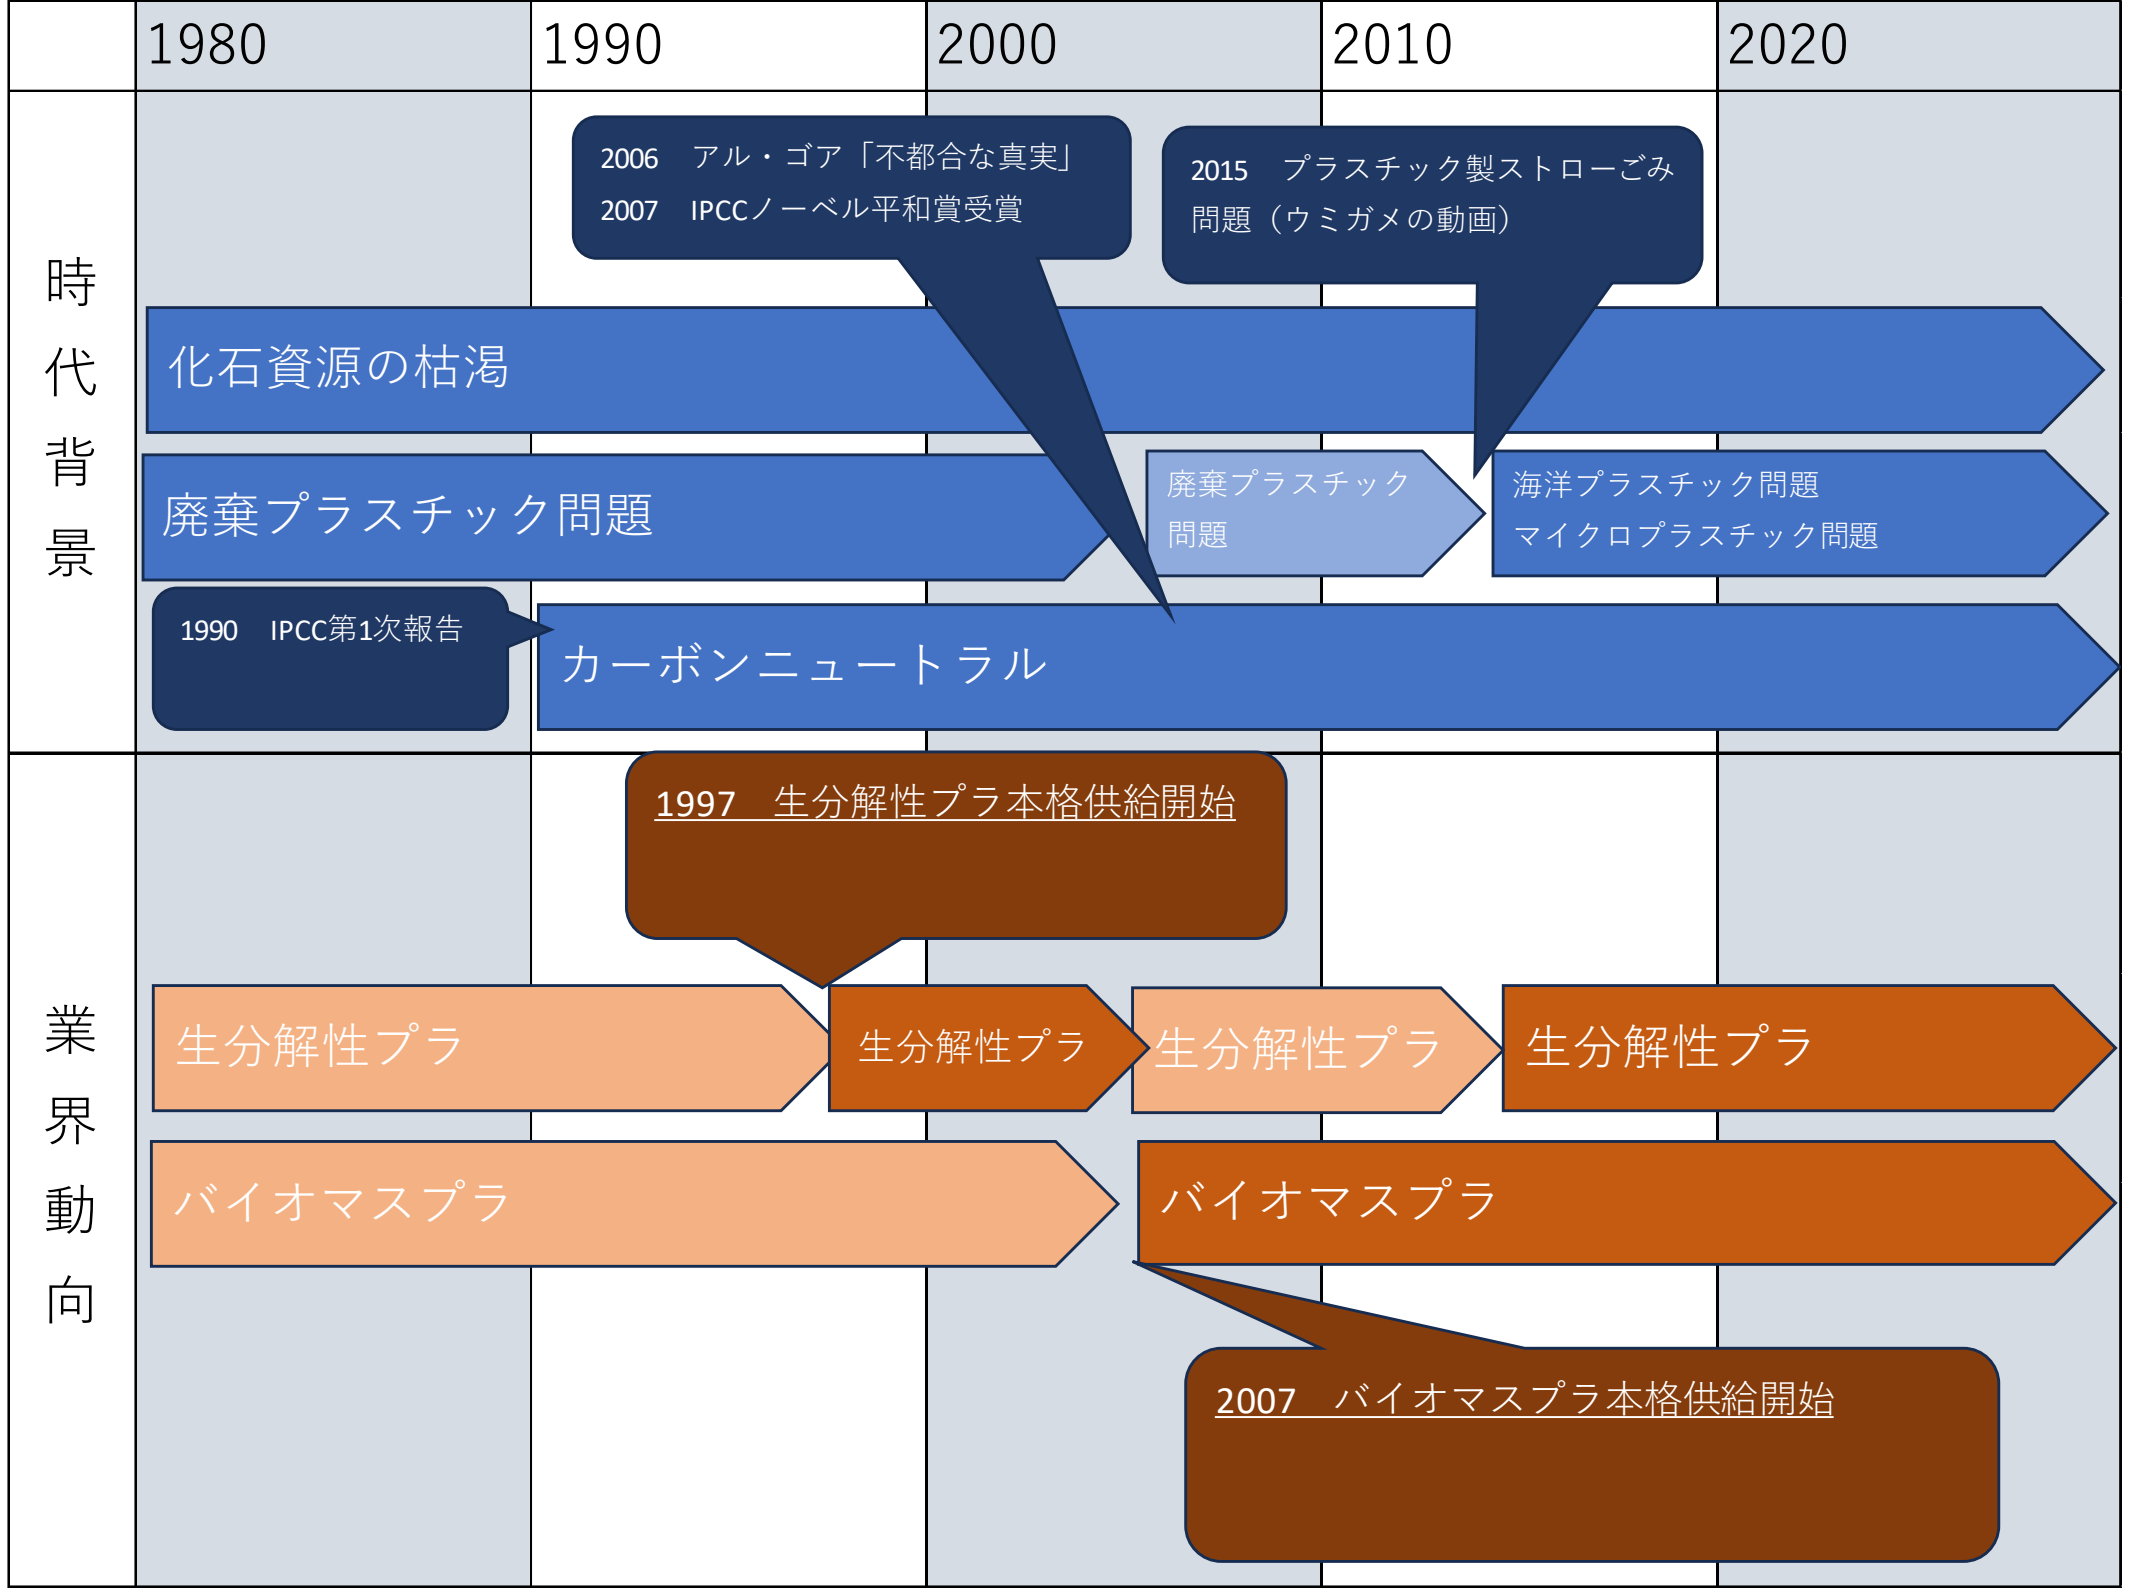 1980
1990
2000
2010
2020
時代背景
2006　アル・ゴア「不都合な真実」
2007　IPCCノーベル平和賞受賞
2015　プラスチック製ストローごみ
問題（ウミガメの動画）
化石資源の枯渇
廃棄プラスチック問題
廃棄プラスチック
問題
海洋プラスチック問題
マイクロプラスチック問題
1990　IPCC第1次報告
カーボンニュートラル
業界動向
1997　生分解性プラ本格供給開始
生分解性プラ
生分解性プラ
生分解性プラ
生分解性プラ
バイオマスプラ
バイオマスプラ
2007　バイオマスプラ本格供給開始